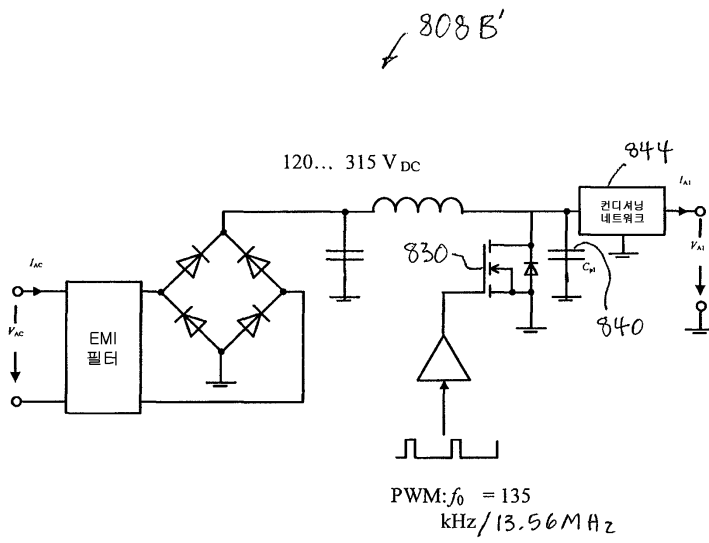 808 B'
120... 315 V DC
844
I A1
컨디셔닝
네트워크
830
C p1
V A1
840
I AC
V AC
EMI
필터
PWM: f0 = 135
kHz/13.56MHz